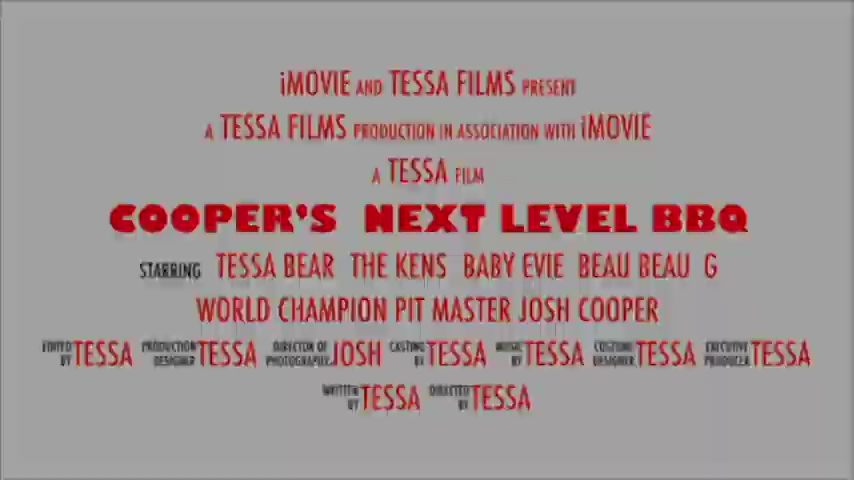 iMOVIE AND TESSA FILMS PRESENT
A TESSA FILMS PRODUCTION IN ASSOCIATION WITH iMOVIE
A TESSA FILM
COOPER'S NEXT LEVEL BBQ
STARRING TESSA BEAR THE KENS BABY EVIE BEAU BEAU G
WORLD CHAMPION PIT MASTER JOSH COOPER
EDITED BY TESSA PRODUCTION DESIGNER TESSA DIRECTOR OF PHOTOGRAPHY JOSH CASTING BY TESSA MUSIC BY TESSA COSTUME DESIGNER TESSA EXECUTIVE PRODUCER TESSA
WRITTEN BY TESSA DIRECTED BY TESSA